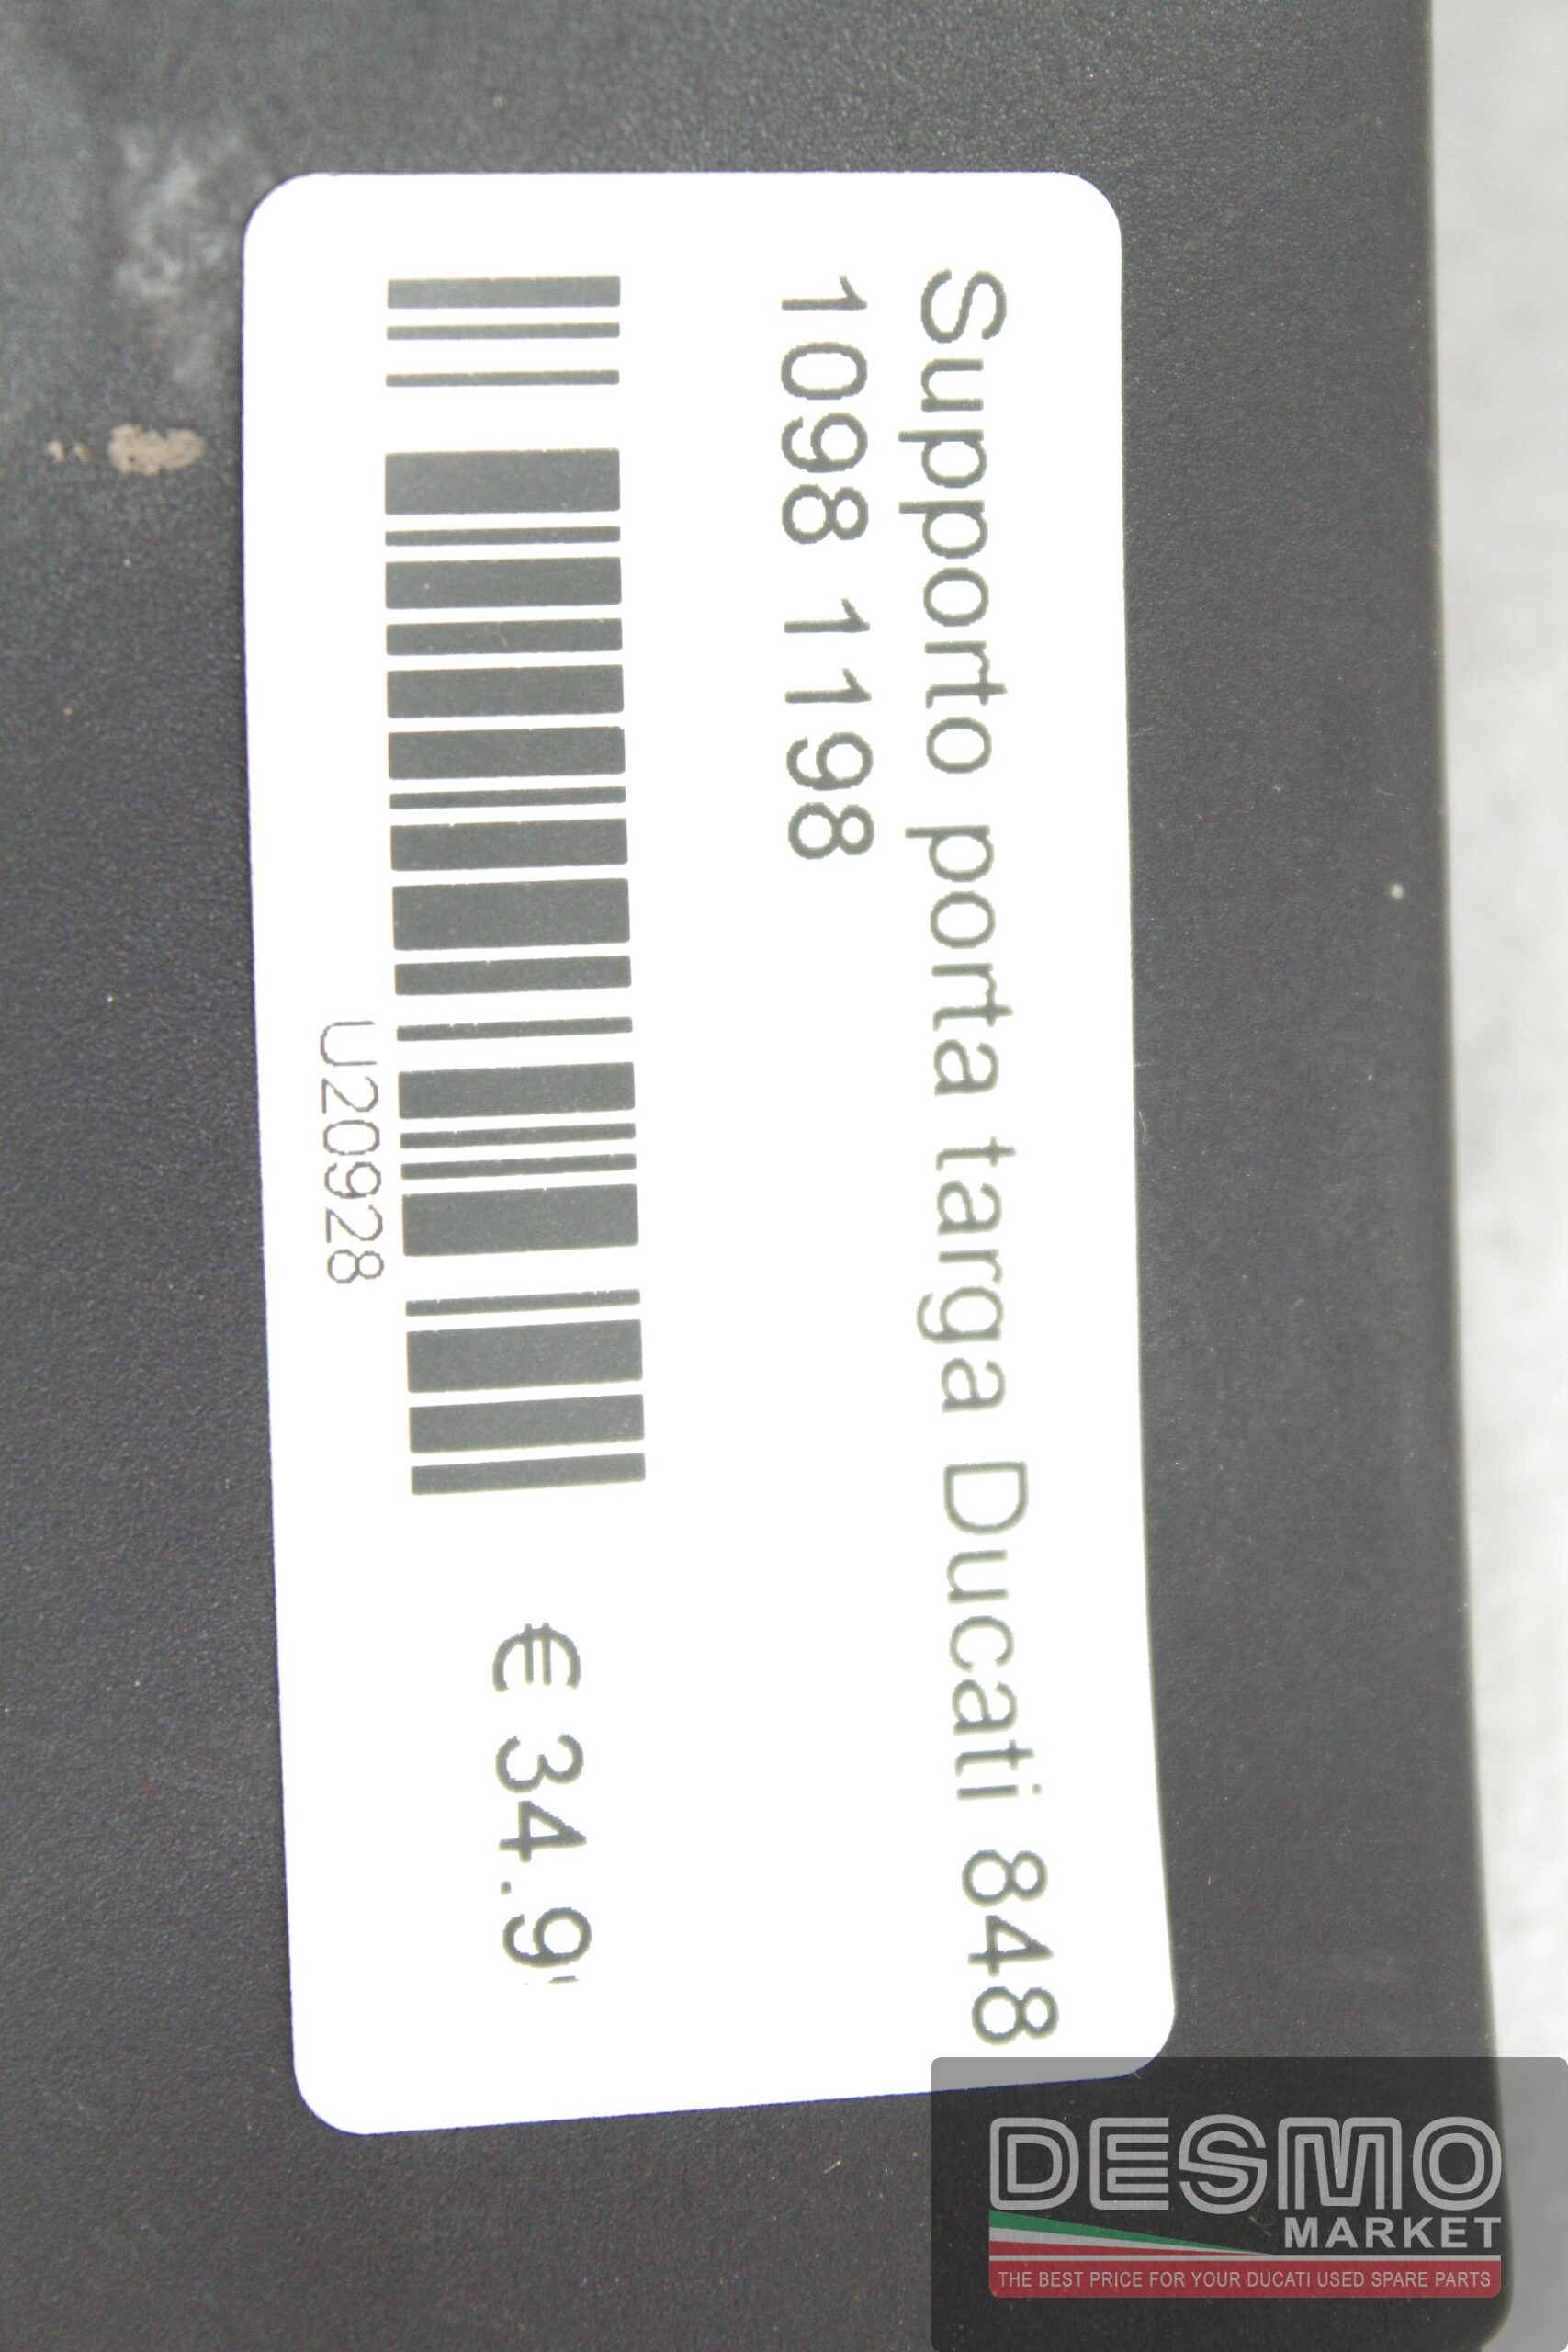 Supporto porta targa Ducati 848
1098 1198
€ 34.9
U20928
DESMO
MARKET
THE BEST PRICE FOR YOUR DUCATI USED SPARE PARTS